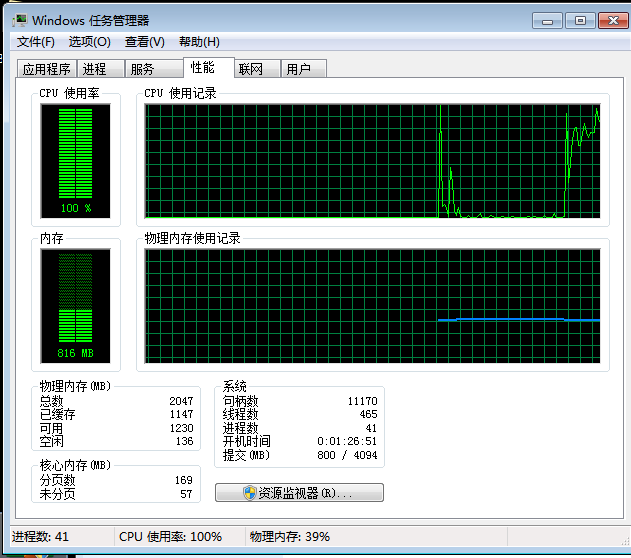 Windows 任务管理器
文件(F) 选项(O) 查看(V) 帮助(H)
应用程序 进程 服务 性能 联网 用户
CPU 使用率 CPU 使用记录
100 %
内存 物理内存使用记录
816 MB
物理内存(MB) 系统
总数 2047 句柄数 11170
已缓存 1147 线程数 465
可用 1230 进程数 41
空闲 136 开机时间 0:01:26:51
提交(MB) 800 / 4094
核心内存(MB)
分页数 169
未分页 57 资源监视器(R)...
进程数: 41 CPU 使用率: 100% 物理内存: 39%